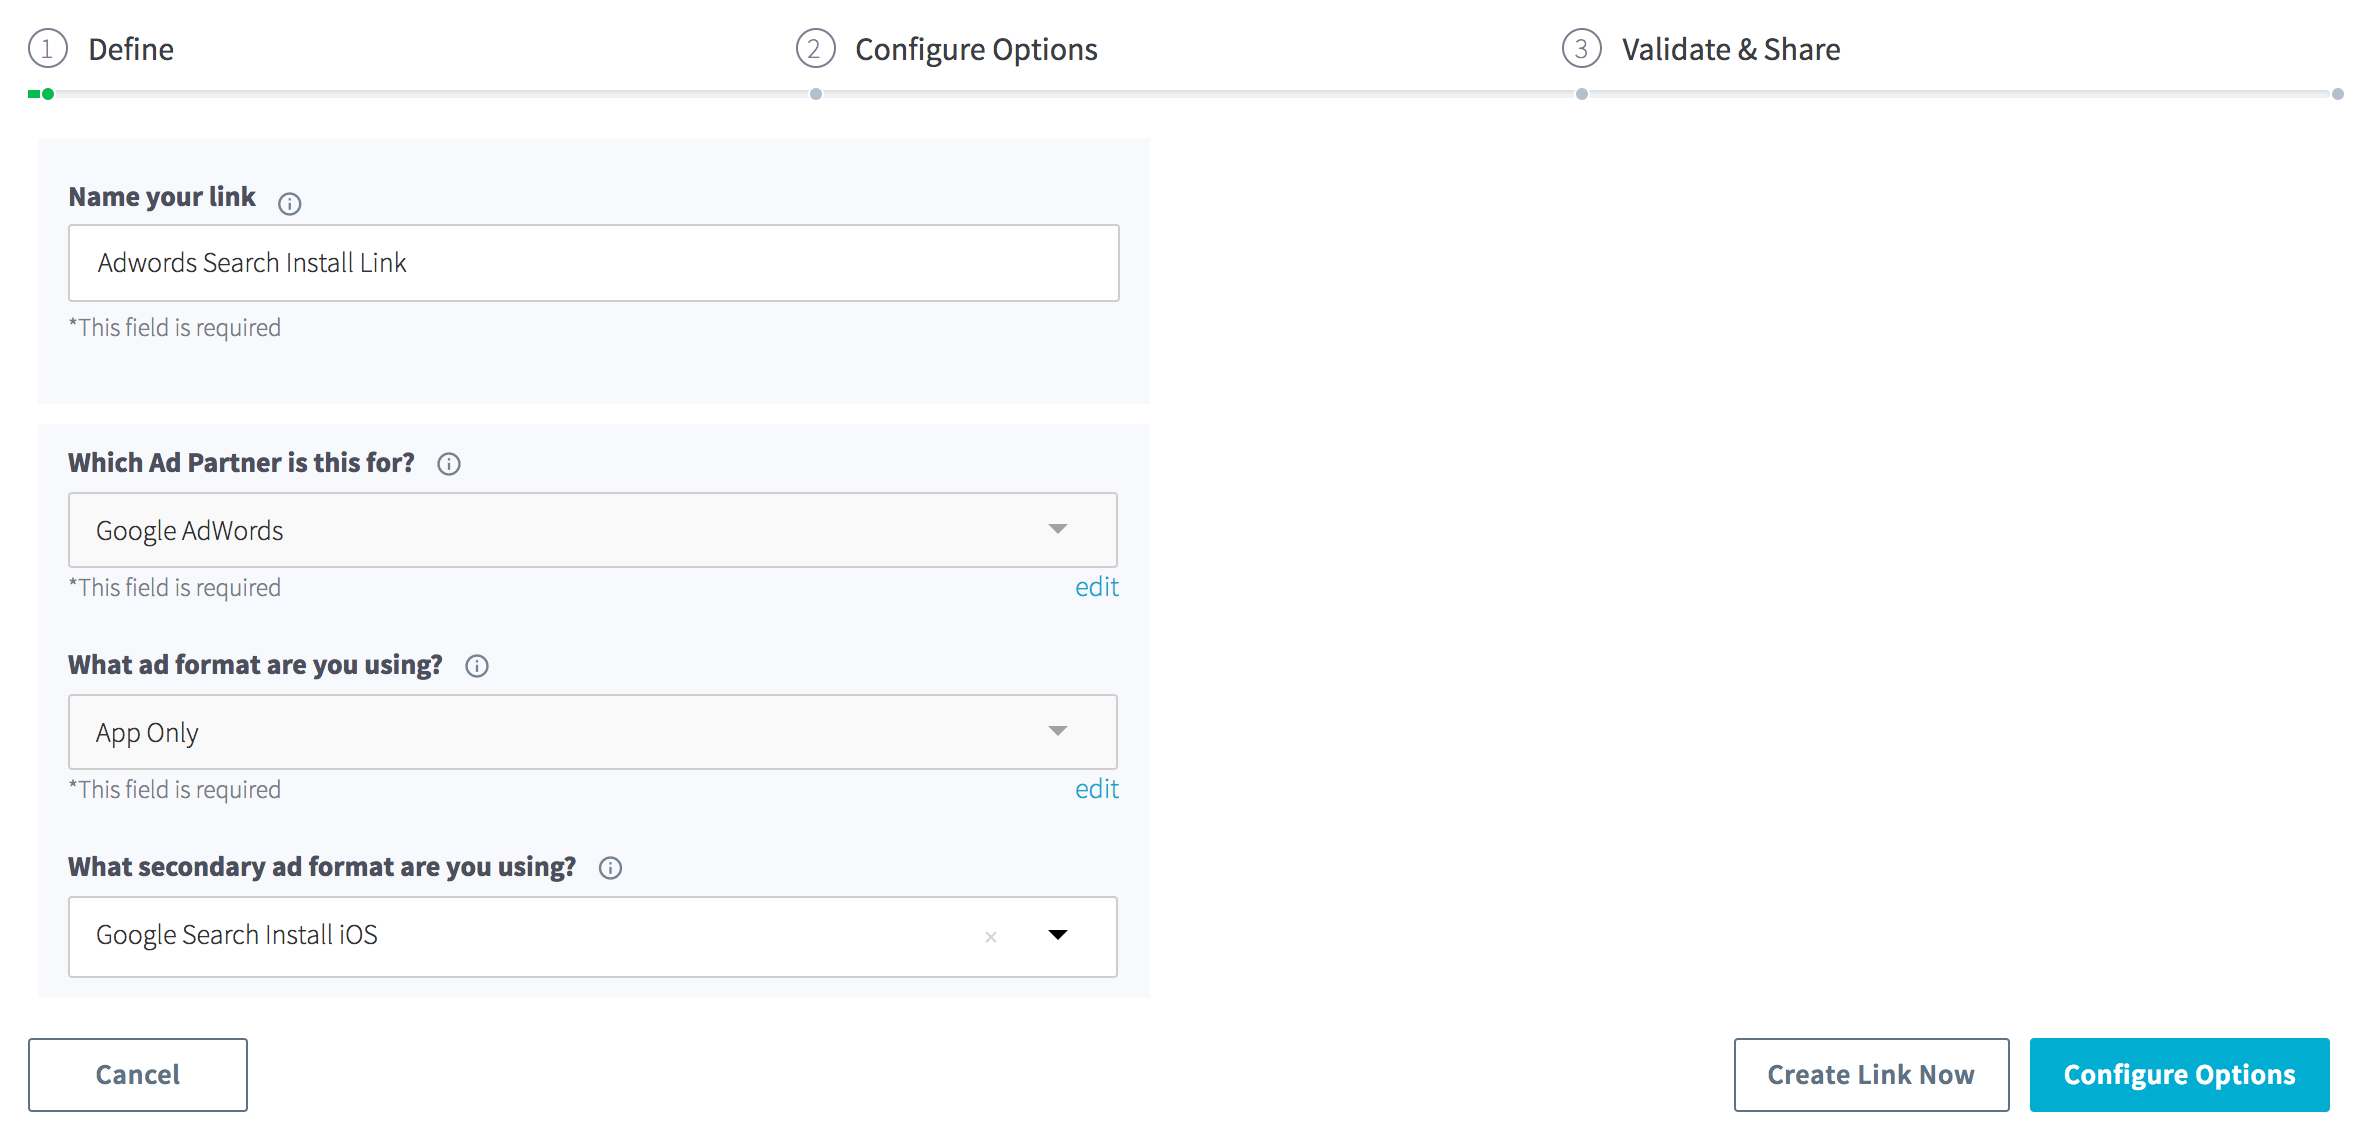 1 Define
2 Configure Options
3 Validate & Share
Name your link
Adwords Search Install Link
*This field is required
Which Ad Partner is this for?
Google AdWords
*This field is required
edit
What ad format are you using?
App Only
*This field is required
edit
What secondary ad format are you using?
Google Search Install iOS
Cancel
Create Link Now
Configure Options